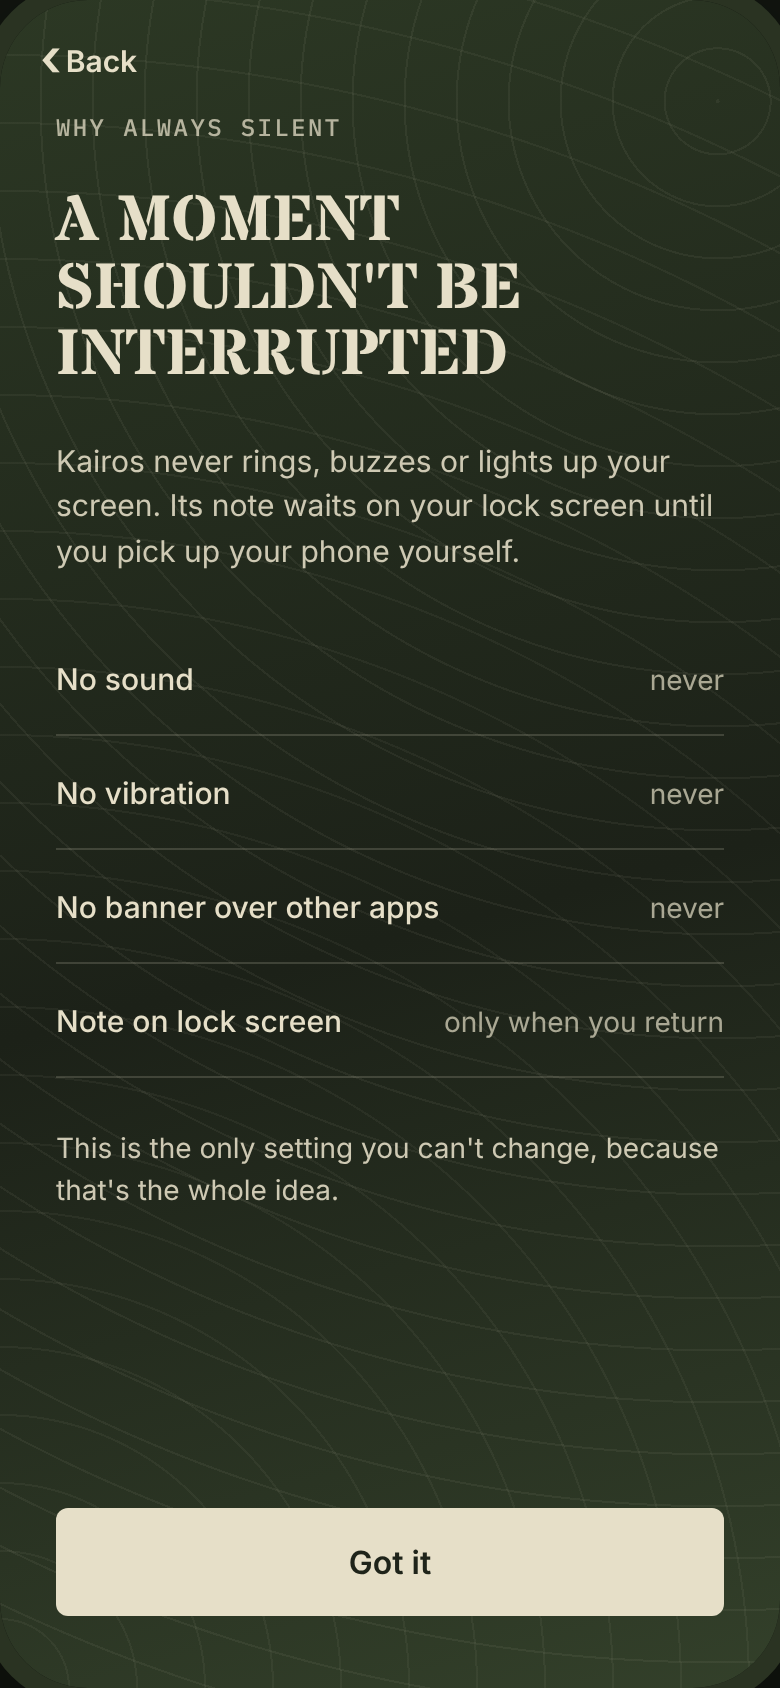 Back
WHY ALWAYS SILENT
A MOMENT
SHOULDN'T BE
INTERRUPTED
Kairos never rings, buzzes or lights up your
screen. Its note waits on your lock screen until
you pick up your phone yourself.
No sound never
No vibration never
No banner over other apps never
Note on lock screen only when you return
This is the only setting you can't change, because
that's the whole idea.
Got it